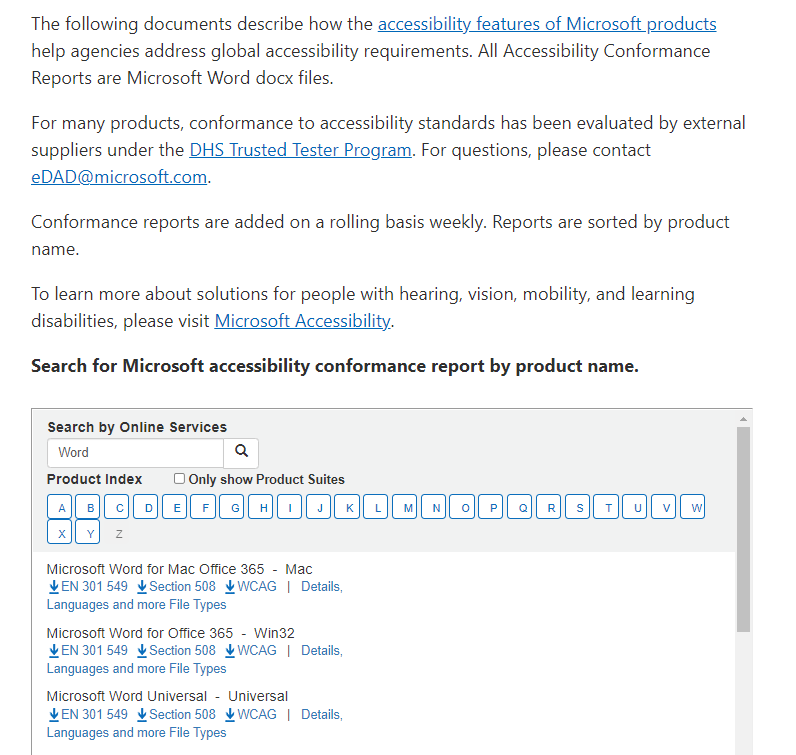 The following documents describe how the accessibility features of Microsoft products
help agencies address global accessibility requirements. All Accessibility Conformance
Reports are Microsoft Word docx files.
For many products, conformance to accessibility standards has been evaluated by external
suppliers under the DHS Trusted Tester Program. For questions, please contact
eDAD@microsoft.com.
Conformance reports are added on a rolling basis weekly. Reports are sorted by product
name.
To learn more about solutions for people with hearing, vision, mobility, and learning
disabilities, please visit Microsoft Accessibility.
Search for Microsoft accessibility conformance report by product name.
Search by Online Services
Word
Product Index Only show Product Suites
A B C D E F G H I J K L M N O P Q R S T U V W
X Y Z
Microsoft Word for Mac Office 365 - Mac
EN 301 549 Section 508 WCAG | Details,
Languages and more File Types
Microsoft Word for Office 365 - Win32
EN 301 549 Section 508 WCAG | Details,
Languages and more File Types
Microsoft Word Universal - Universal
EN 301 549 Section 508 WCAG | Details,
Languages and more File Types